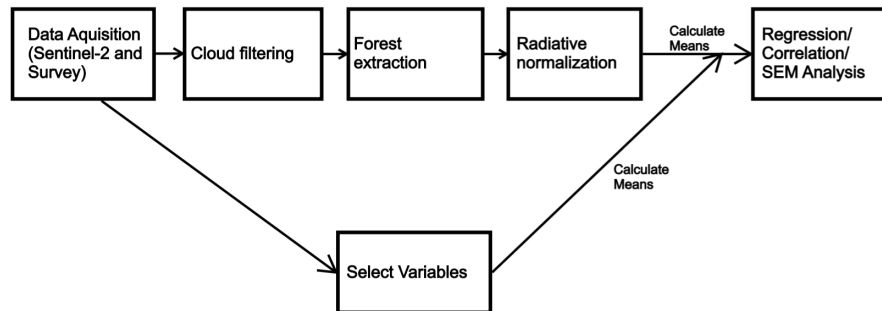 Data Aquisition
(Sentinel-2 and
Survey)
Cloud filtering
Forest
extraction
Radiative
normalization
Calculate
Means
Regression/
Correlation/
SEM Analysis
Calculate
Means
Select Variables